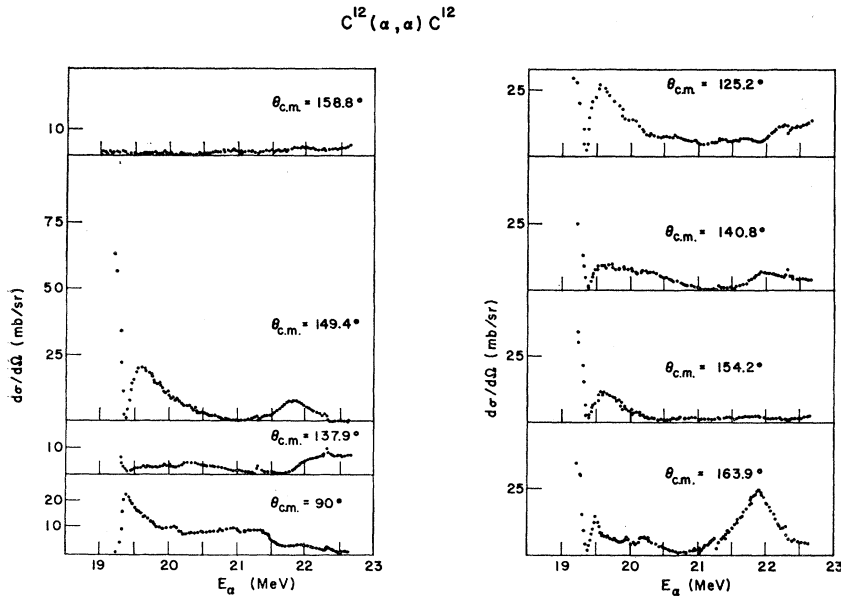 C¹²(α,α)C¹²
θc.m. = 158.8°
10
75
50
25
θc.m. = 149.4°
10
θc.m. = 137.9°
20
10
θc.m. = 90°
dσ/dΩ (mb/sr)
19 20 21 22 23
Eα (MeV)
25
θc.m. = 125.2°
25
θc.m. = 140.8°
25
θc.m. = 154.2°
25
θc.m. = 163.9°
dσ/dΩ (mb/sr)
19 20 21 22 23
Eα (MeV)